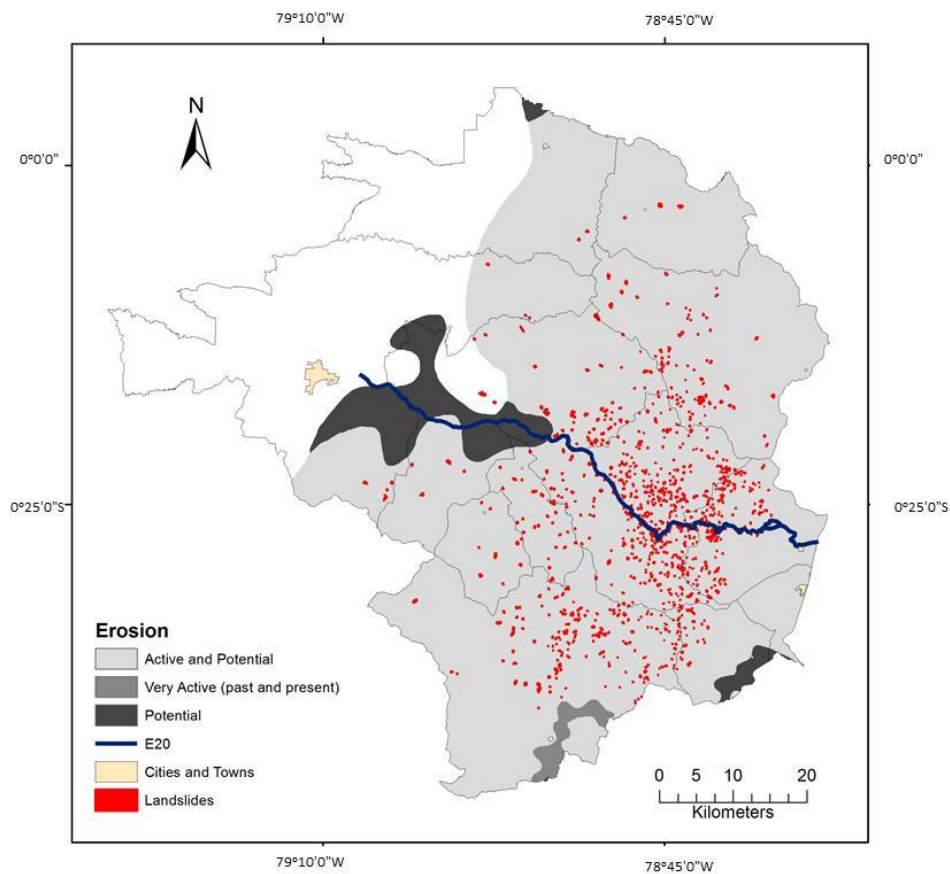 79°10'0"W 78°45'0"W
N
0°0'0" 0°0'0"
0°25'0"S 0°25'0"S
Erosion
Active and Potential
Very Active (past and present)
Potential
E20
Cities and Towns
Landslides
0 5 10 20
Kilometers
79°10'0"W 78°45'0"W